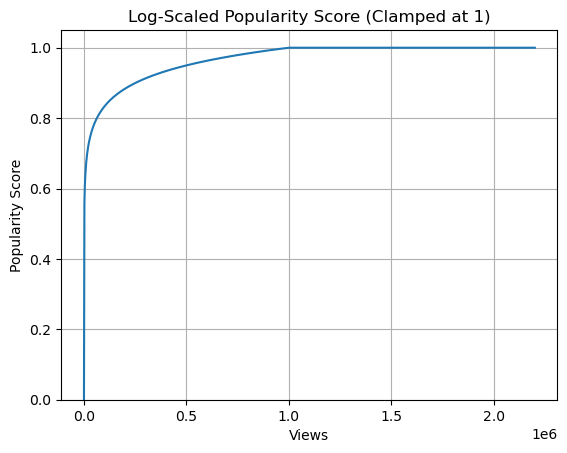 Log-Scaled Popularity Score (Clamped at 1)
1.0
0.8
0.6
0.4
0.2
0.0
Popularity Score
0.0 0.5 1.0 1.5 2.0
1e6
Views